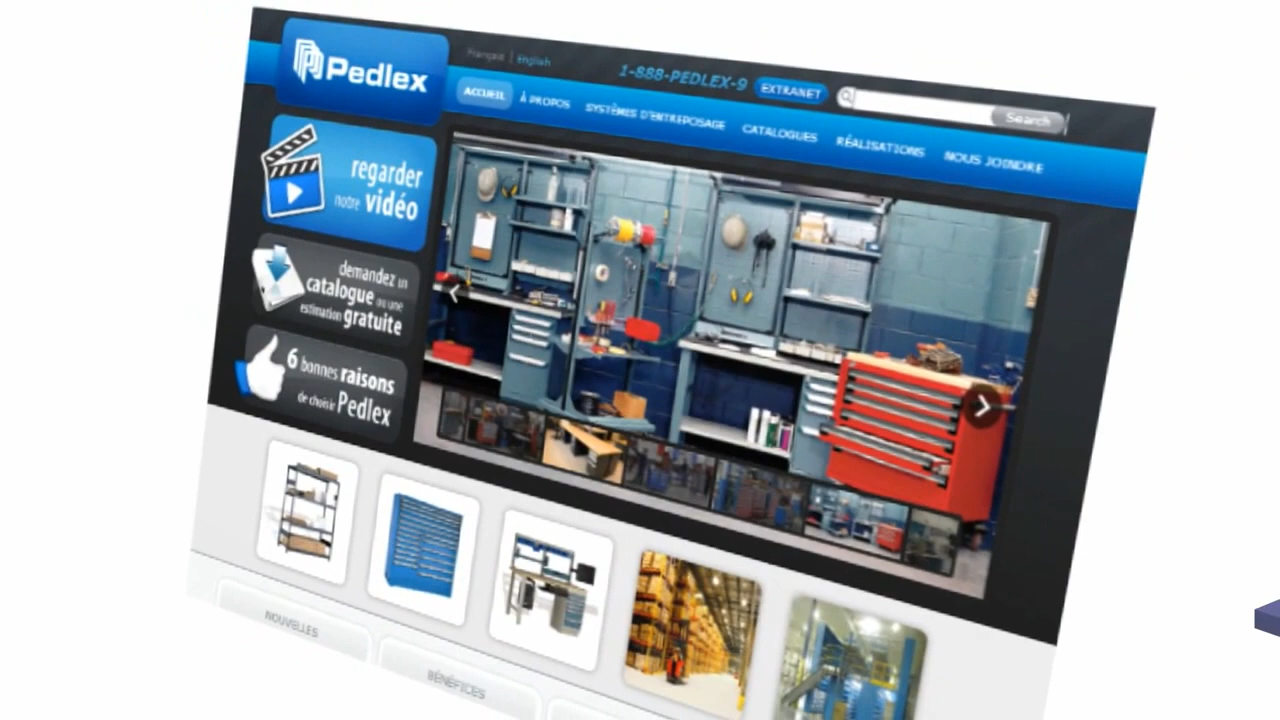 Pedlex
Français | English
1-888-PEDLEX-9
EXTRANET
Search
ACCUEIL
À PROPOS
SYSTÈMES D'ENTREPOSAGE
CATALOGUES
RÉALISATIONS
NOUS JOINDRE
regarder
notre vidéo
demandez un
catalogue ou une
estimation gratuite
6 bonnes raisons
de choisir Pedlex
NOUVELLES
BÉNÉFICES